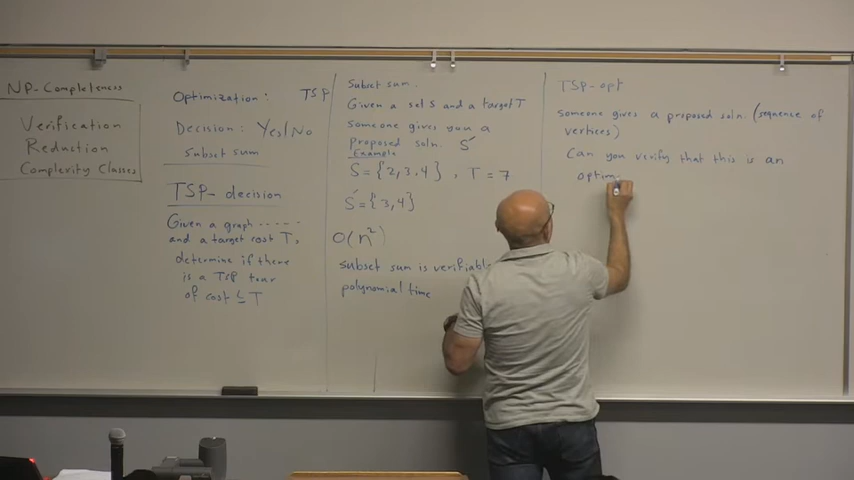 NP-Completeness
Verification
Reduction
Complexity Classes
Optimization: TSP
Decision: Yes/No
Subset sum
TSP-decision
Given a graph -----
and a target cost T,
determine if there
is a TSP tour
of cost ≤ T
Subset sum.
Given a set S and a target T
Someone gives you a
proposed soln. S'
Example
S = {2,3,4}, T = 7
S' = {3,4}
O(n²)
subset sum is verifiable
polynomial time
TSP-opt
Someone gives a proposed soln. (sequence of
vertices)
Can you verify that this is an
optim